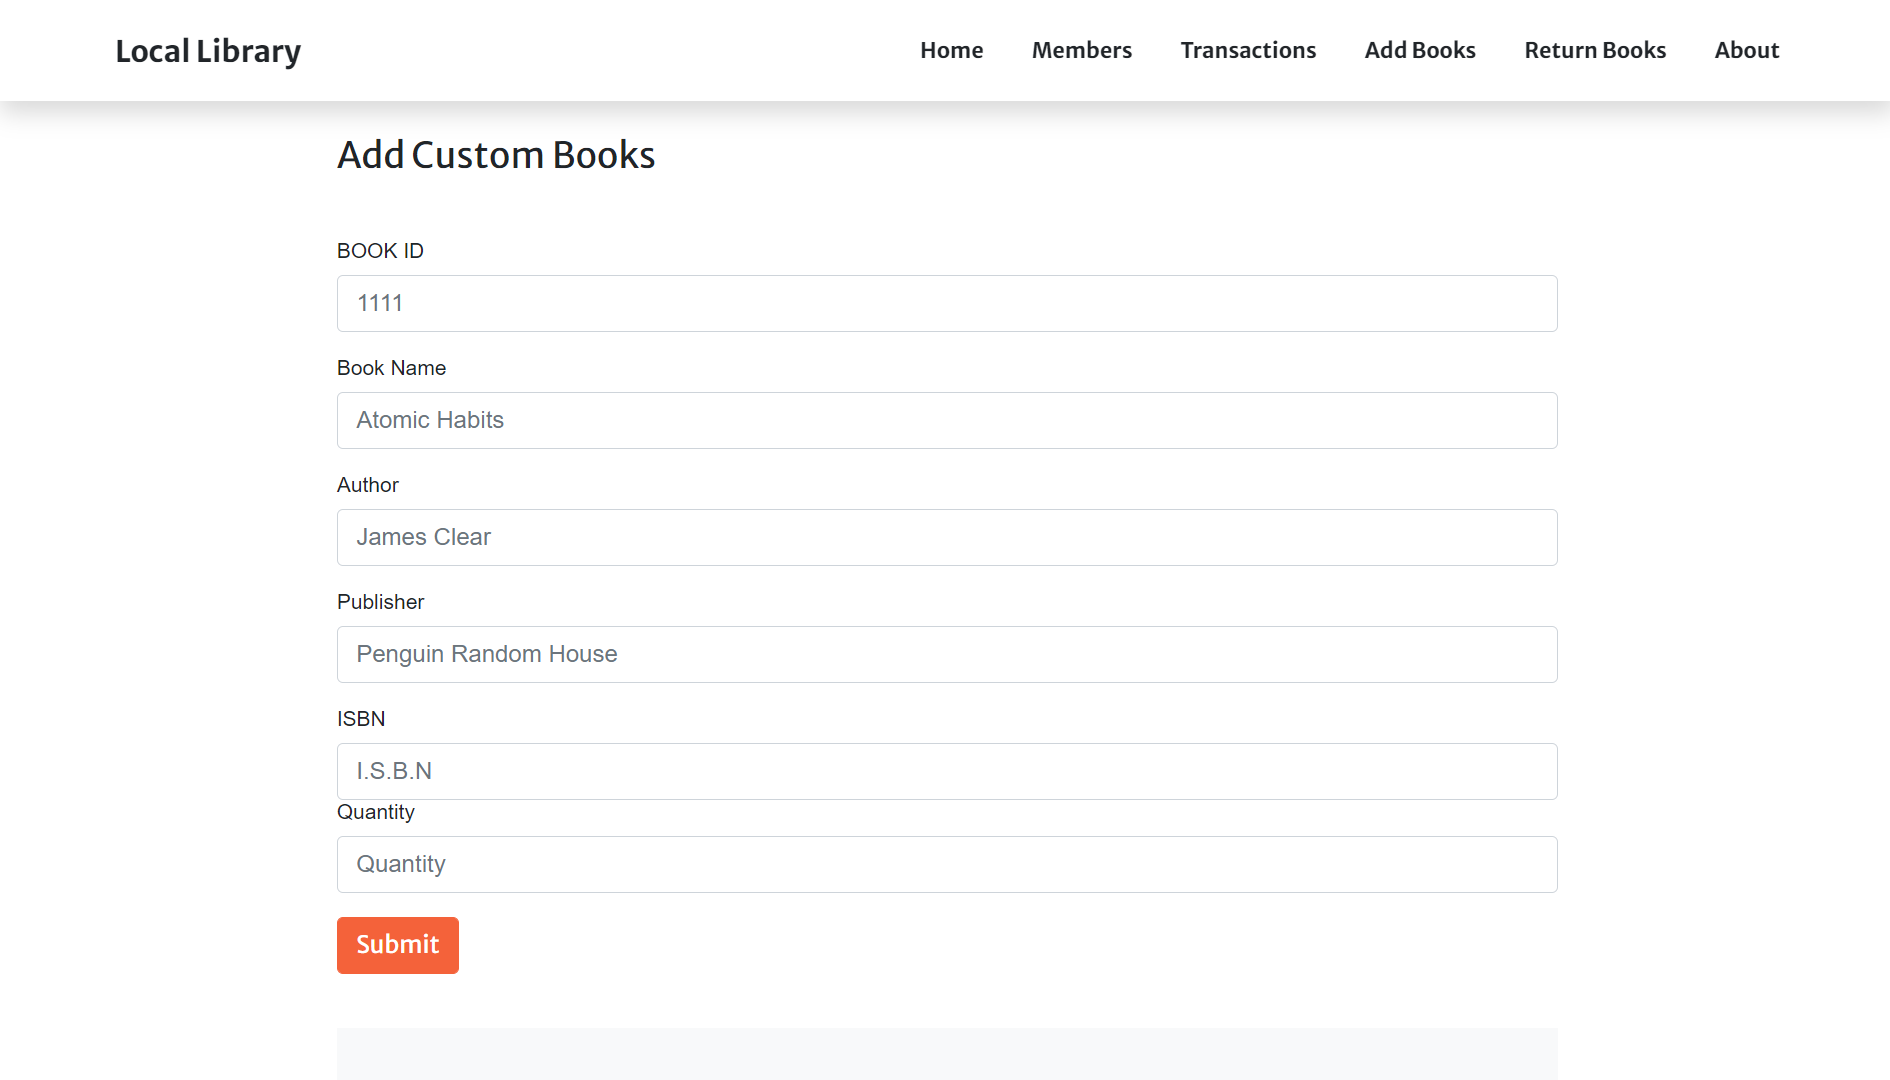 Local Library
Home Members Transactions Add Books Return Books About
Add Custom Books
BOOK ID
1111
Book Name
Atomic Habits
Author
James Clear
Publisher
Penguin Random House
ISBN
I.S.B.N
Quantity
Quantity
Submit